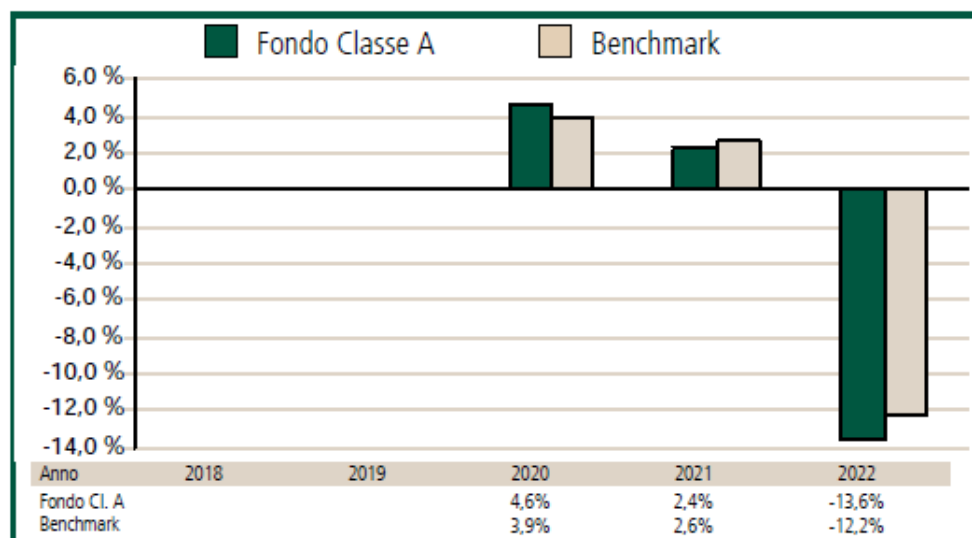 Fondo Classe A Benchmark
6,0 %
4,0 %
2,0 %
0,0 %
-2,0 %
-4,0 %
-6,0 %
-8,0 %
-10,0 %
-12,0 %
-14,0 %
Anno 2018 2019 2020 2021 2022
Fondo Cl. A 4,6% 2,4% -13,6%
Benchmark 3,9% 2,6% -12,2%